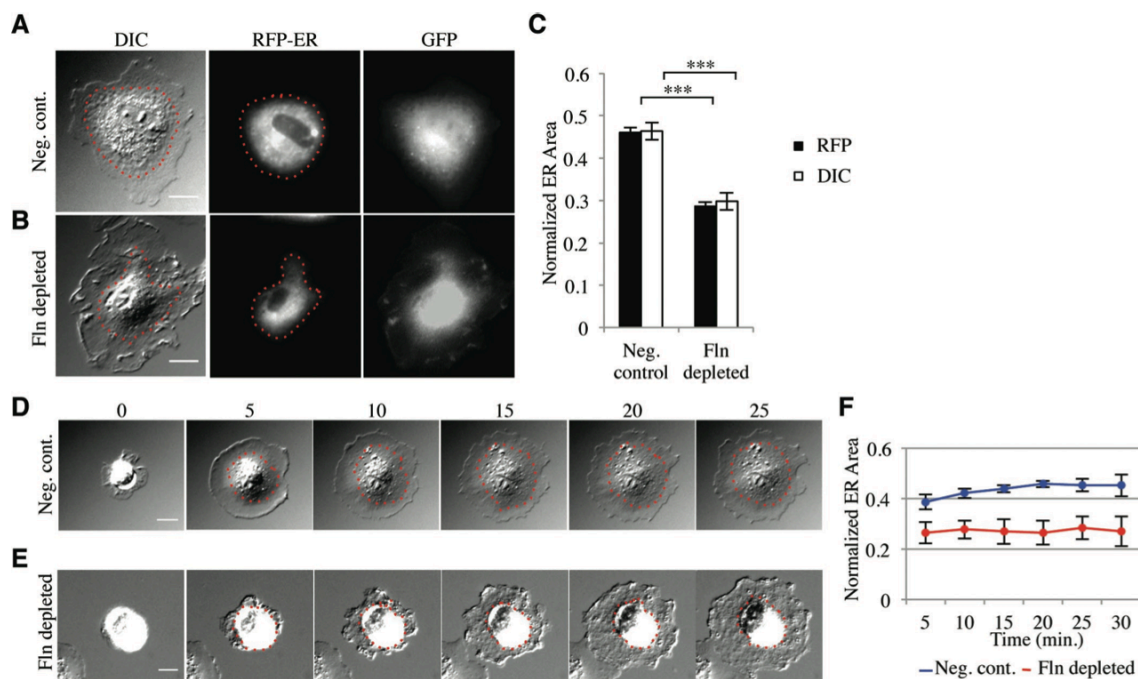 A
DIC
RFP-ER
GFP
Neg. cont.
B
Fln depleted
C
Normalized ER Area
0.6
0.5
0.4
0.3
0.2
0.1
0
***
***
RFP
DIC
Neg. control
Fln depleted
D
0 5 10 15 20 25
Neg. cont.
E
Fln depleted
F
Normalized ER Area
0.6
0.4
0.2
0
5 10 15 20 25 30
Time (min.)
Neg. cont. Fln depleted